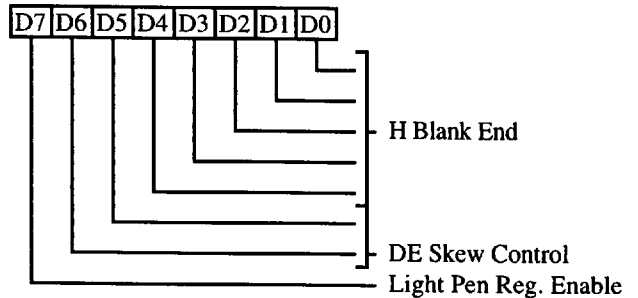 D7 D6 D5 D4 D3 D2 D1 D0
H Blank End
DE Skew Control
Light Pen Reg. Enable